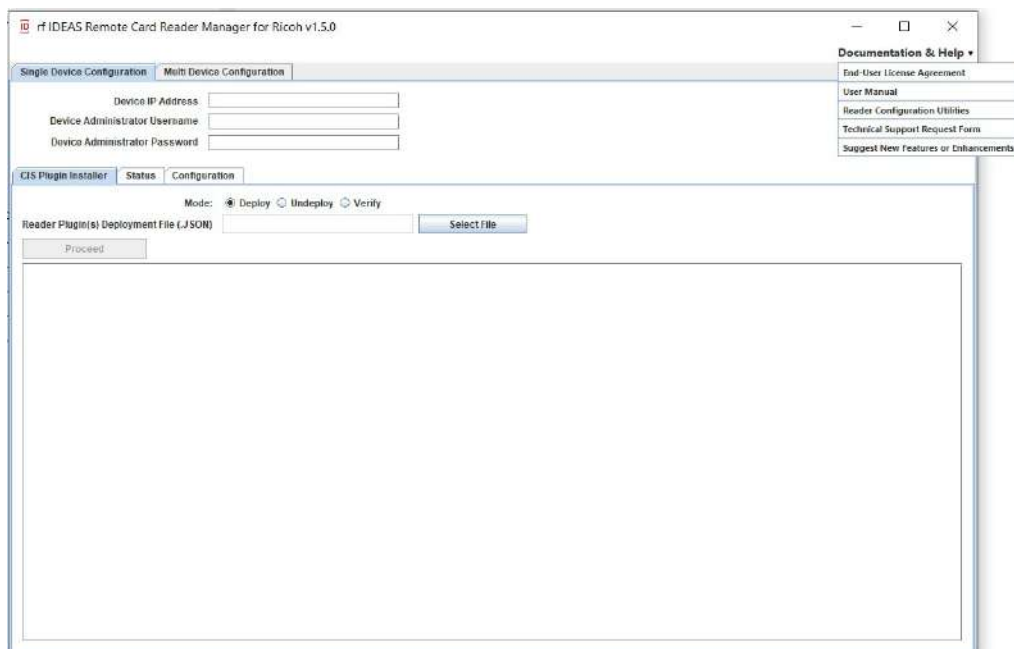 ID rf IDEAS Remote Card Reader Manager for Ricoh v1.5.0
Documentation & Help
Single Device Configuration Multi Device Configuration
End-User License Agreement
User Manual
Reader Configuration Utilities
Technical Support Request Form
Suggest New Features or Enhancements
Device IP Address
Device Administrator Username
Device Administrator Password
CIS Plugin Installer Status Configuration
Mode: Deploy Undeploy Verify
Reader Plugin(s) Deployment File (.JSON) Select File
Proceed